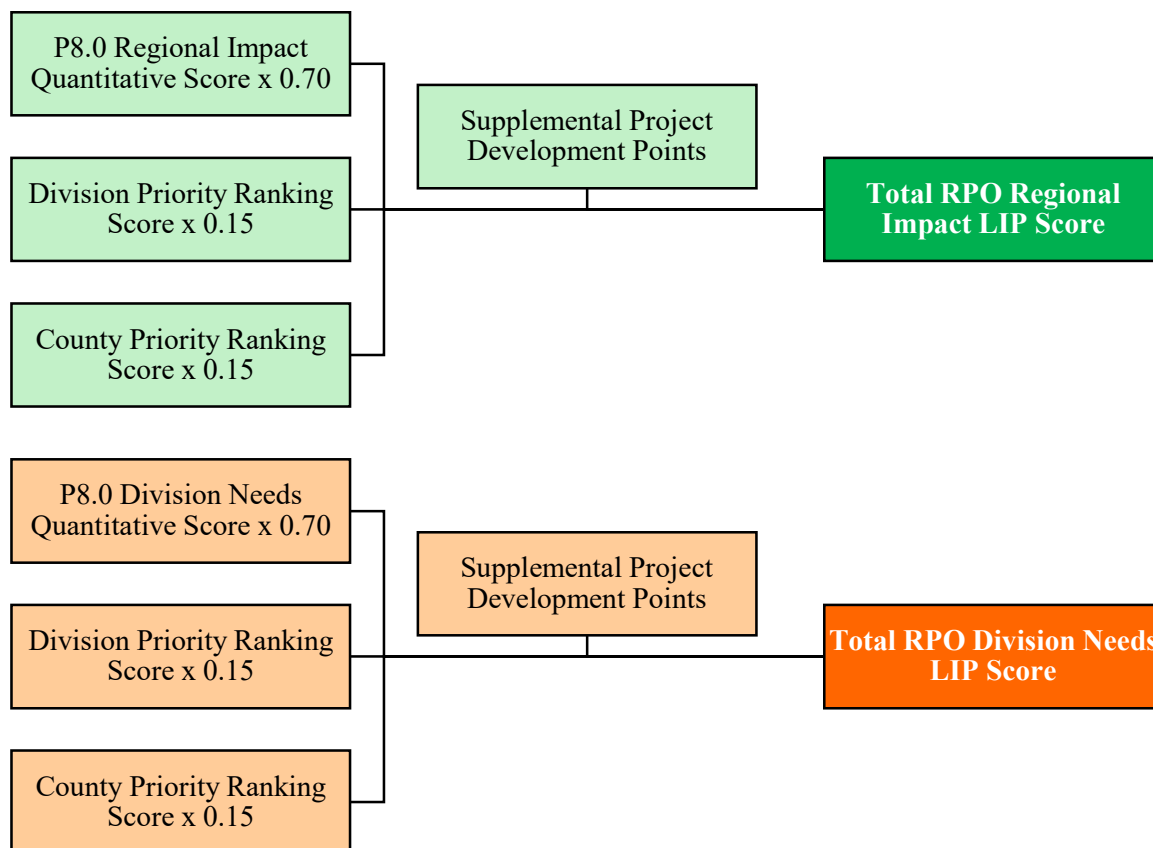 P8.0 Regional Impact
Quantitative Score x 0.70
Supplemental Project
Development Points
Division Priority Ranking
Score x 0.15
Total RPO Regional
Impact LIP Score
County Priority Ranking
Score x 0.15
P8.0 Division Needs
Quantitative Score x 0.70
Supplemental Project
Development Points
Division Priority Ranking
Score x 0.15
Total RPO Division Needs
LIP Score
County Priority Ranking
Score x 0.15